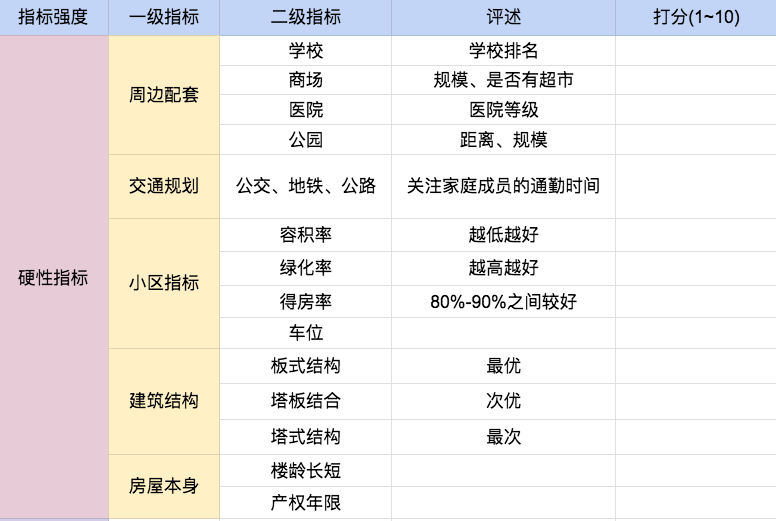 指标强度 一级指标 二级指标 评述 打分(1~10)
硬性指标
周边配套
学校 学校排名
商场 规模、是否有超市
医院 医院等级
公园 距离、规模
交通规划 公交、地铁、公路 关注家庭成员的通勤时间
小区指标
容积率 越低越好
绿化率 越高越好
得房率 80%-90%之间较好
车位
建筑结构
板式结构 最优
塔板结合 次优
塔式结构 最次
房屋本身
楼龄长短
产权年限